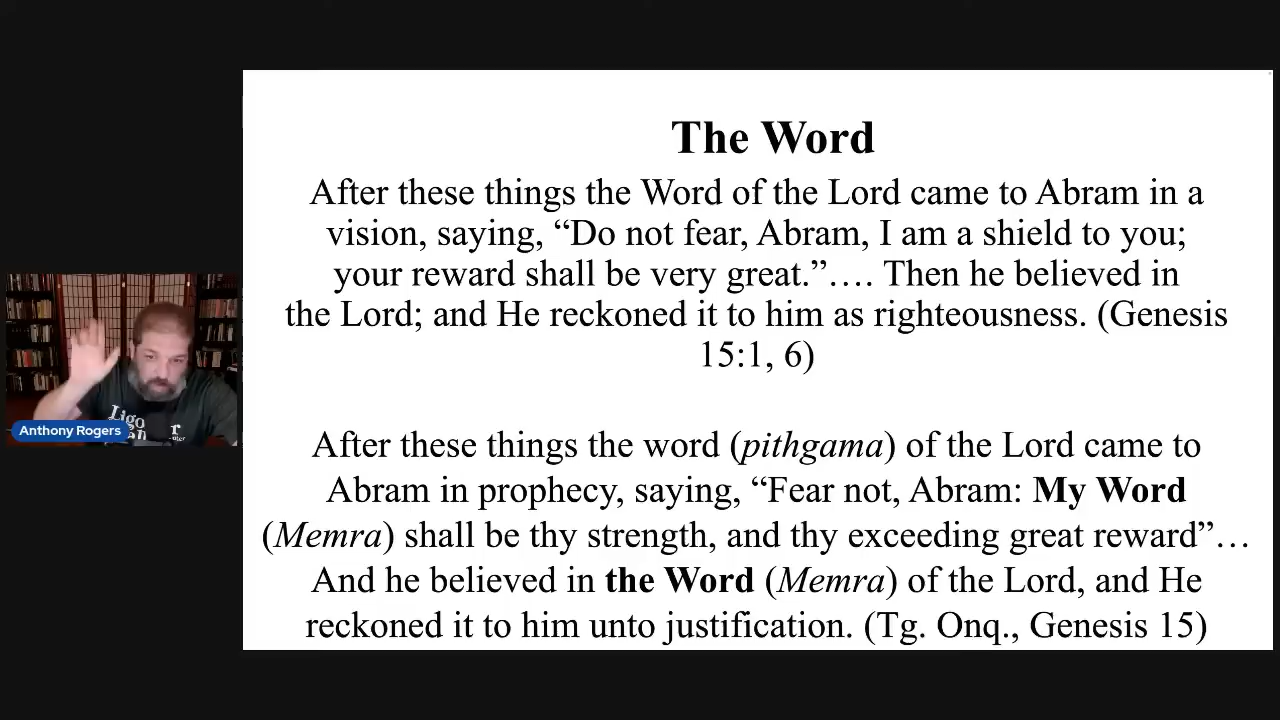 The Word
After these things the Word of the Lord came to Abram in a
vision, saying, “Do not fear, Abram, I am a shield to you;
your reward shall be very great.”…. Then he believed in
the Lord; and He reckoned it to him as righteousness. (Genesis
15:1, 6)
After these things the word (pithgama) of the Lord came to
Abram in prophecy, saying, “Fear not, Abram: My Word
(Memra) shall be thy strength, and thy exceeding great reward”…
And he believed in the Word (Memra) of the Lord, and He
reckoned it to him unto justification. (Tg. Onq., Genesis 15)
Ligo
Anthony Rogers